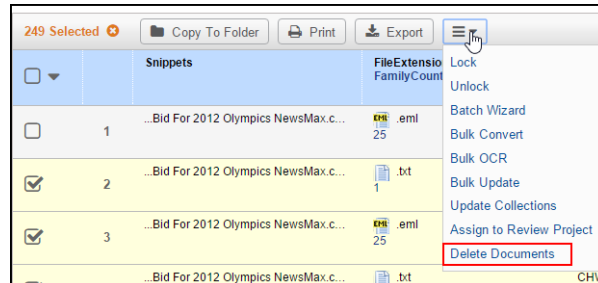 249 Selected
Copy To Folder
Print
Export
Snippets
FileExtensio
FamilyCount
1
...Bid For 2012 Olympics NewsMax.c...
EML
.eml
25
2
...Bid For 2012 Olympics NewsMax.c...
.txt
1
3
...Bid For 2012 Olympics NewsMax.c...
EML
.eml
25
...Bid For 2012 Olympics NewsMax.c...
.txt
CHV
Lock
Unlock
Batch Wizard
Bulk Convert
Bulk OCR
Bulk Update
Update Collections
Assign to Review Project
Delete Documents